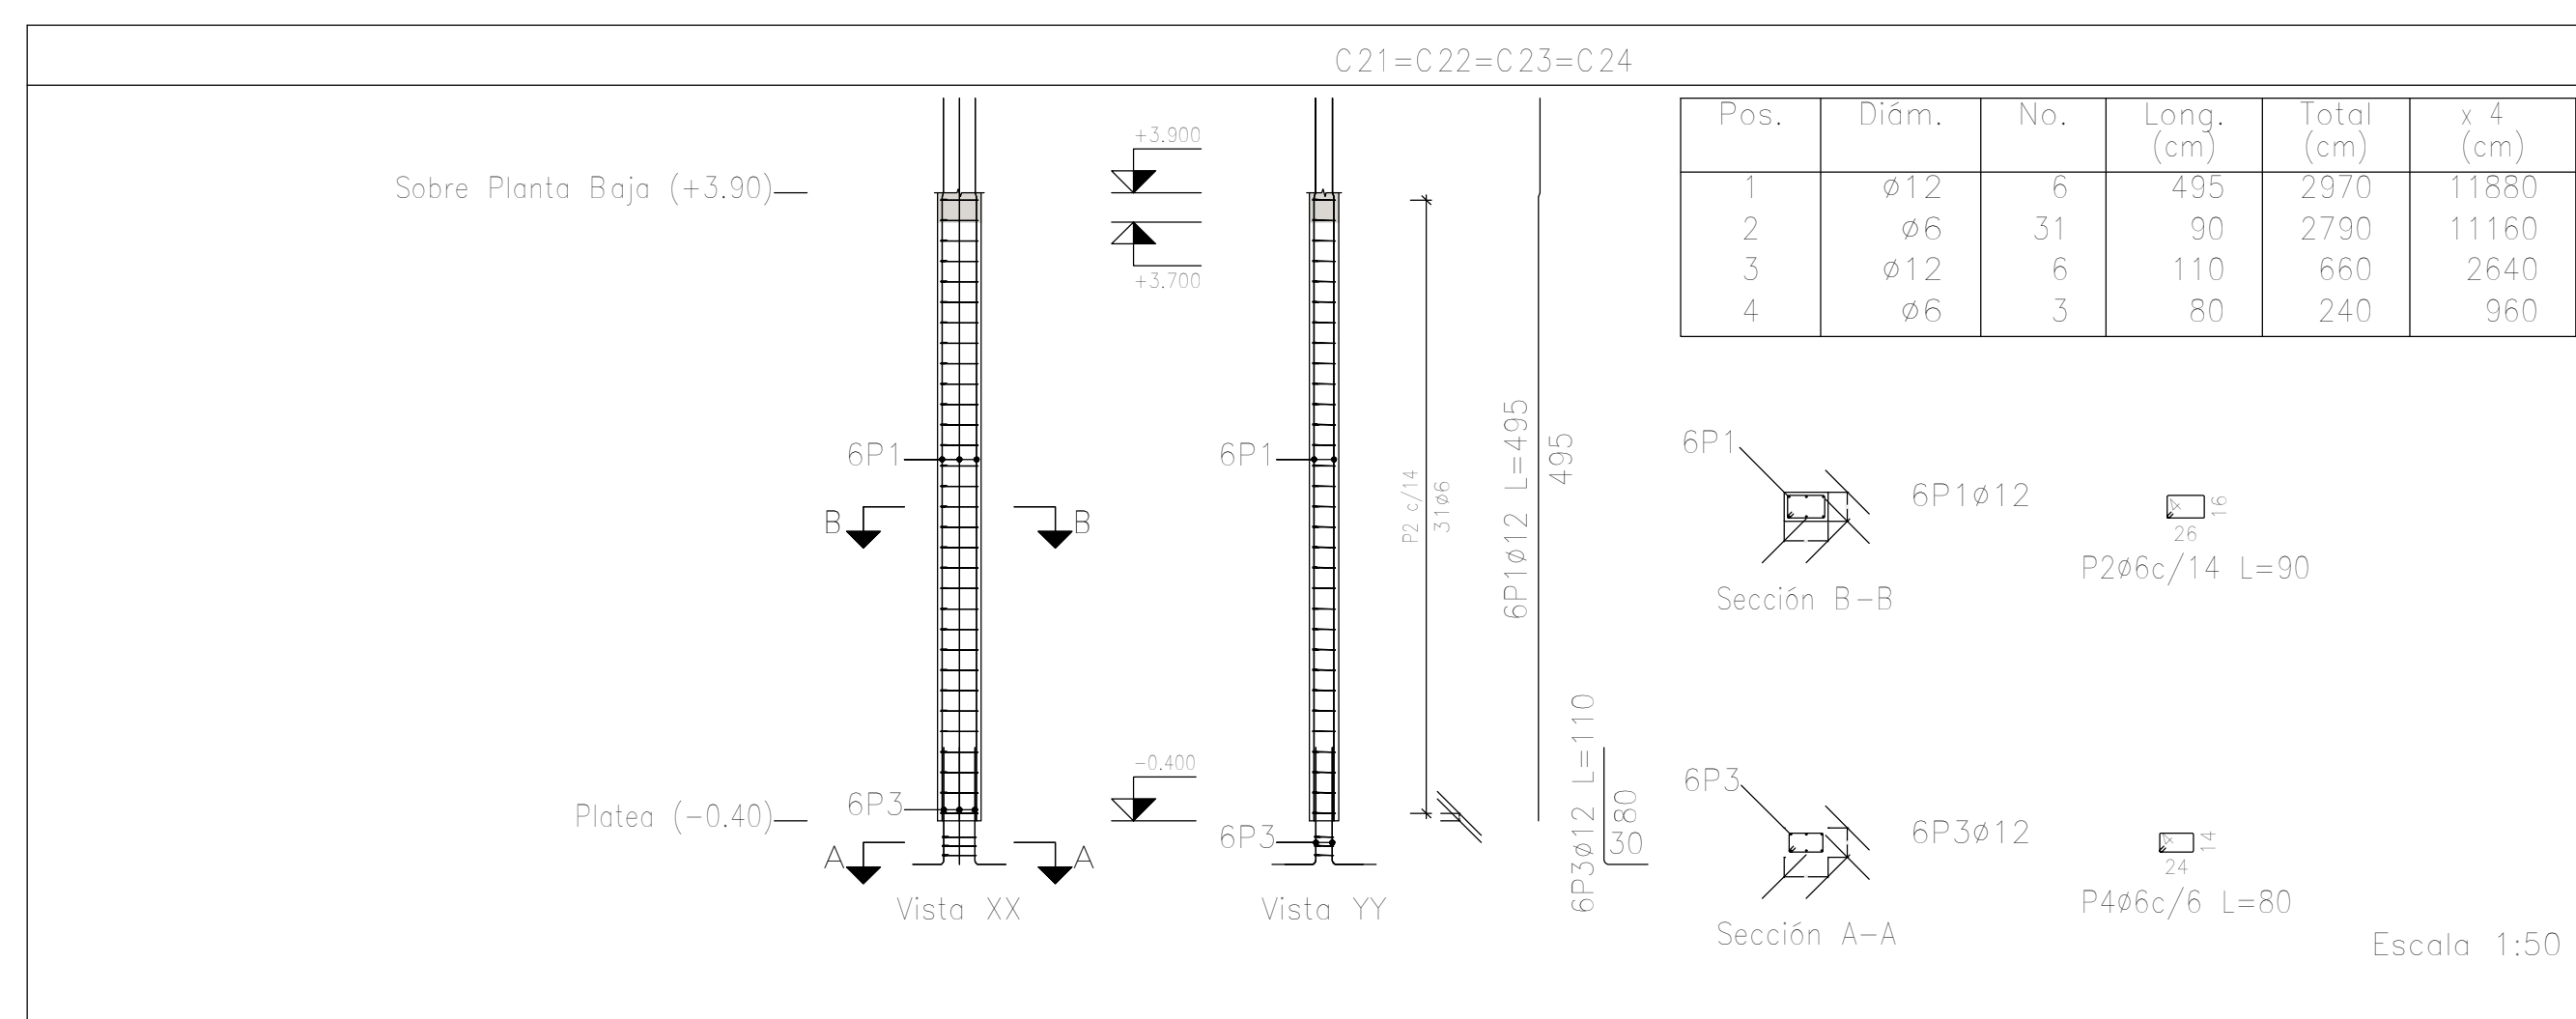 C21=C22=C23=C24
Pos. Diám. No. Long. (cm) Total (cm) x 4 (cm)
1 ø12 6 495 2970 11880
2 ø6 31 90 2790 11160
3 ø12 6 110 660 2640
4 ø6 3 80 240 960
+3.900
Sobre Planta Baja (+3.90)
+3.700
6P1
6P1
B
B
P2 c/14
31ø6
6P1ø12 L=495
495
6P1
6P1ø12
4
16
26
P2ø6c/14 L=90
Sección B-B
-0.400
Platea (-0.40)
6P3
6P3
A
A
Vista XX
Vista YY
6P3ø12 L=110
80
30
6P3
6P3ø12
4
14
24
P4ø6c/6 L=80
Sección A-A
Escala 1:50